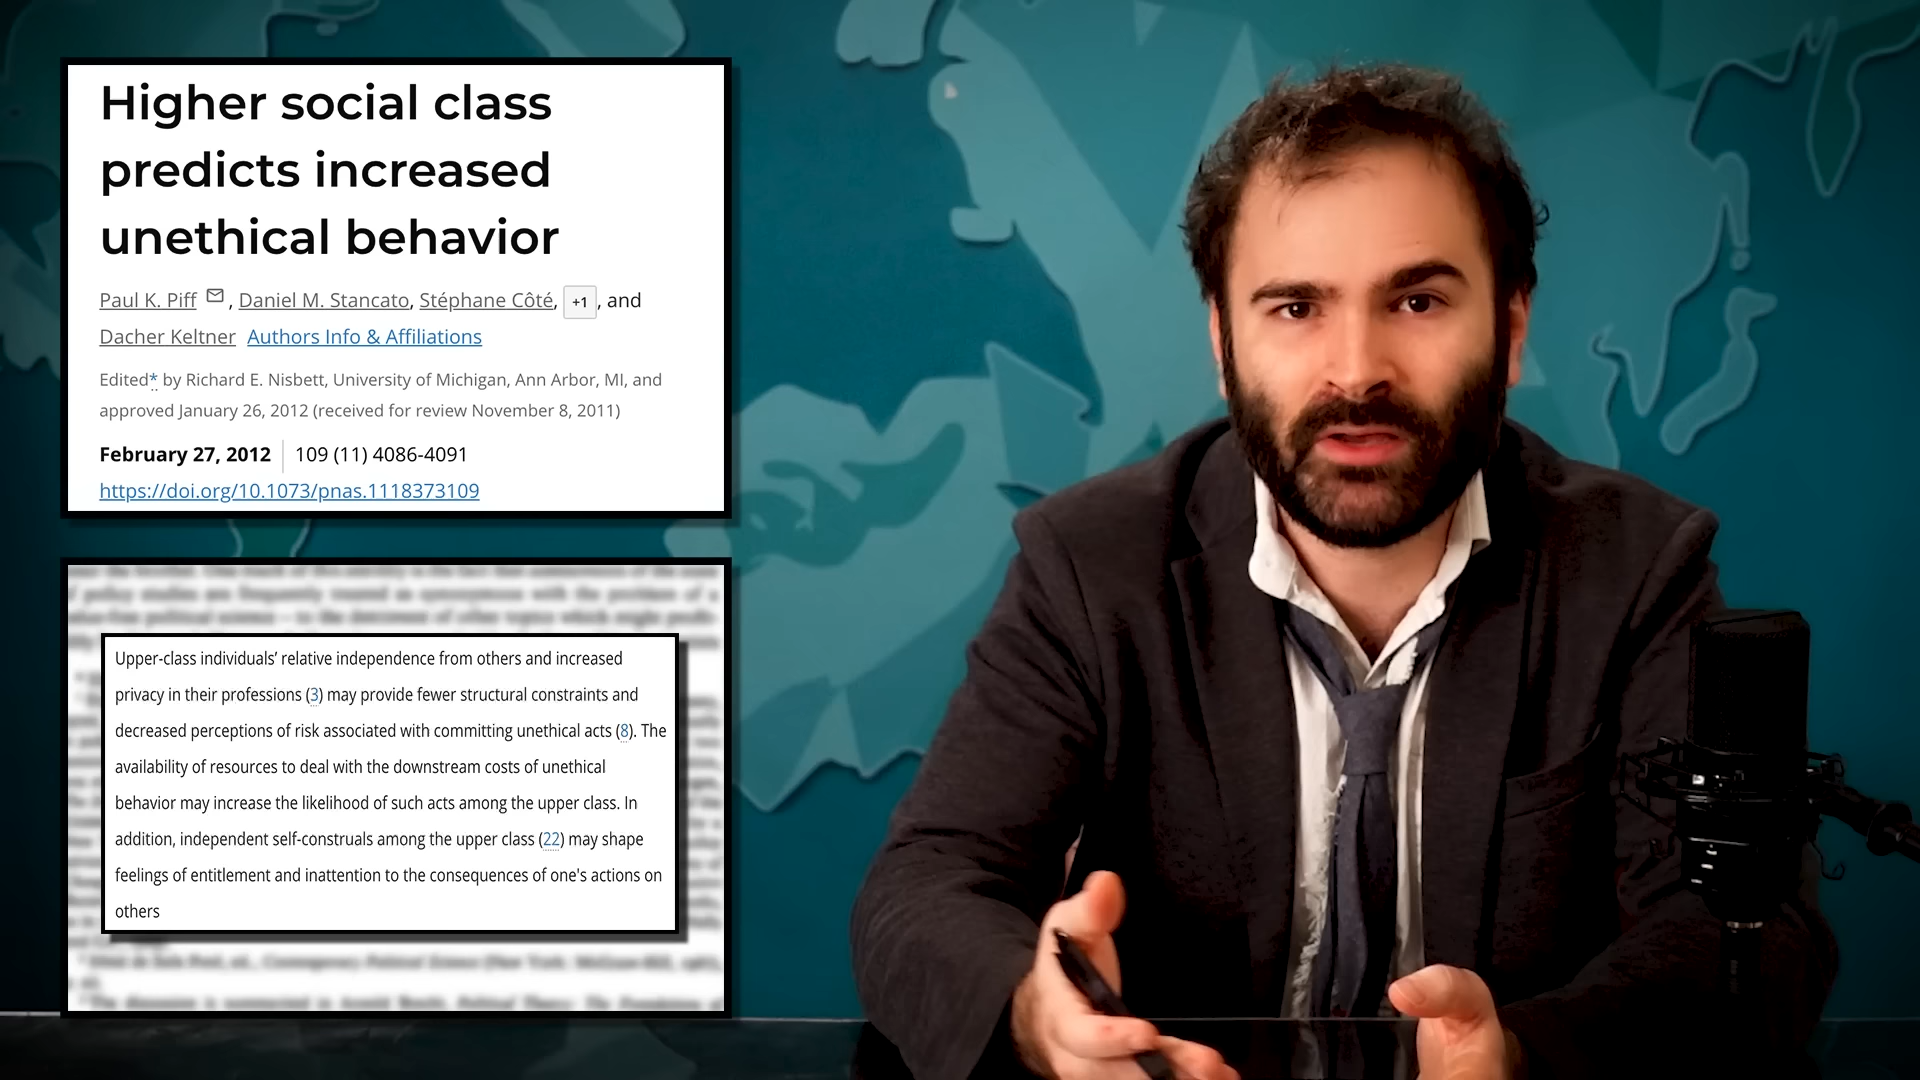 Higher social class
predicts increased
unethical behavior
Paul K. Piff , Daniel M. Stancato, Stéphane Côté, +1, and
Dacher Keltner Authors Info & Affiliations
Edited* by Richard E. Nisbett, University of Michigan, Ann Arbor, MI, and
approved January 26, 2012 (received for review November 8, 2011)
February 27, 2012 109 (11) 4086-4091
https://doi.org/10.1073/pnas.1118373109
Upper-class individuals’ relative independence from others and increased
privacy in their professions (3) may provide fewer structural constraints and
decreased perceptions of risk associated with committing unethical acts (8). The
availability of resources to deal with the downstream costs of unethical
behavior may increase the likelihood of such acts among the upper class. In
addition, independent self-construals among the upper class (22) may shape
feelings of entitlement and inattention to the consequences of one's actions on
others